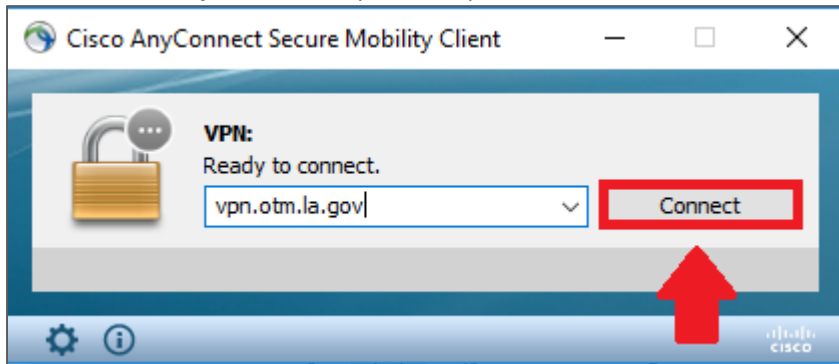 Cisco AnyConnect Secure Mobility Client
VPN:
Ready to connect.
vpn.otm.la.gov
Connect
CISCO